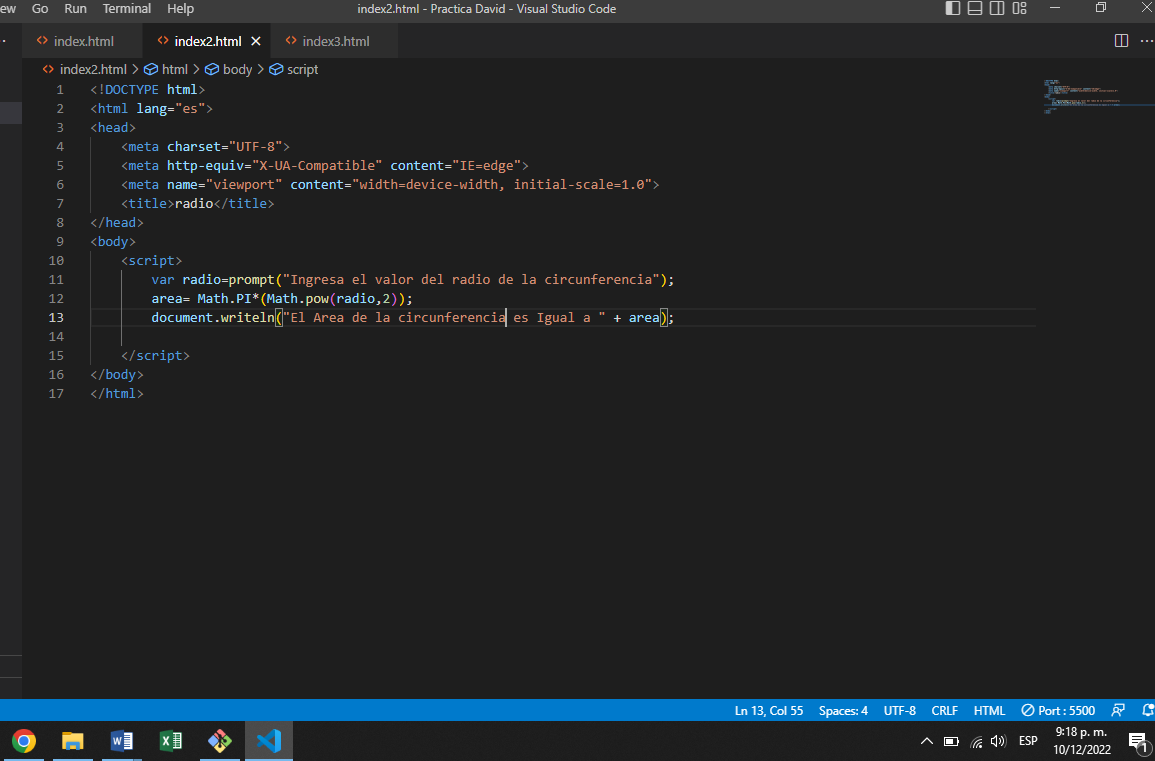 ew Go Run Terminal Help index2.html - Practica David - Visual Studio Code
index.html index2.html index3.html
index2.html > html > body > script
1 <!DOCTYPE html>
2 <html lang="es">
3 <head>
4 <meta charset="UTF-8">
5 <meta http-equiv="X-UA-Compatible" content="IE=edge">
6 <meta name="viewport" content="width=device-width, initial-scale=1.0">
7 <title>radio</title>
8 </head>
9 <body>
10 <script>
11 var radio=prompt("Ingresa el valor del radio de la circunferencia");
12 area= Math.PI*(Math.pow(radio,2));
13 document.writeln("El Area de la circunferencia es Igual a " + area);
14
15 </script>
16 </body>
17 </html>
Ln 13, Col 55 Spaces: 4 UTF-8 CRLF HTML Port : 5500
ESP 9:18 p. m.
10/12/2022 1